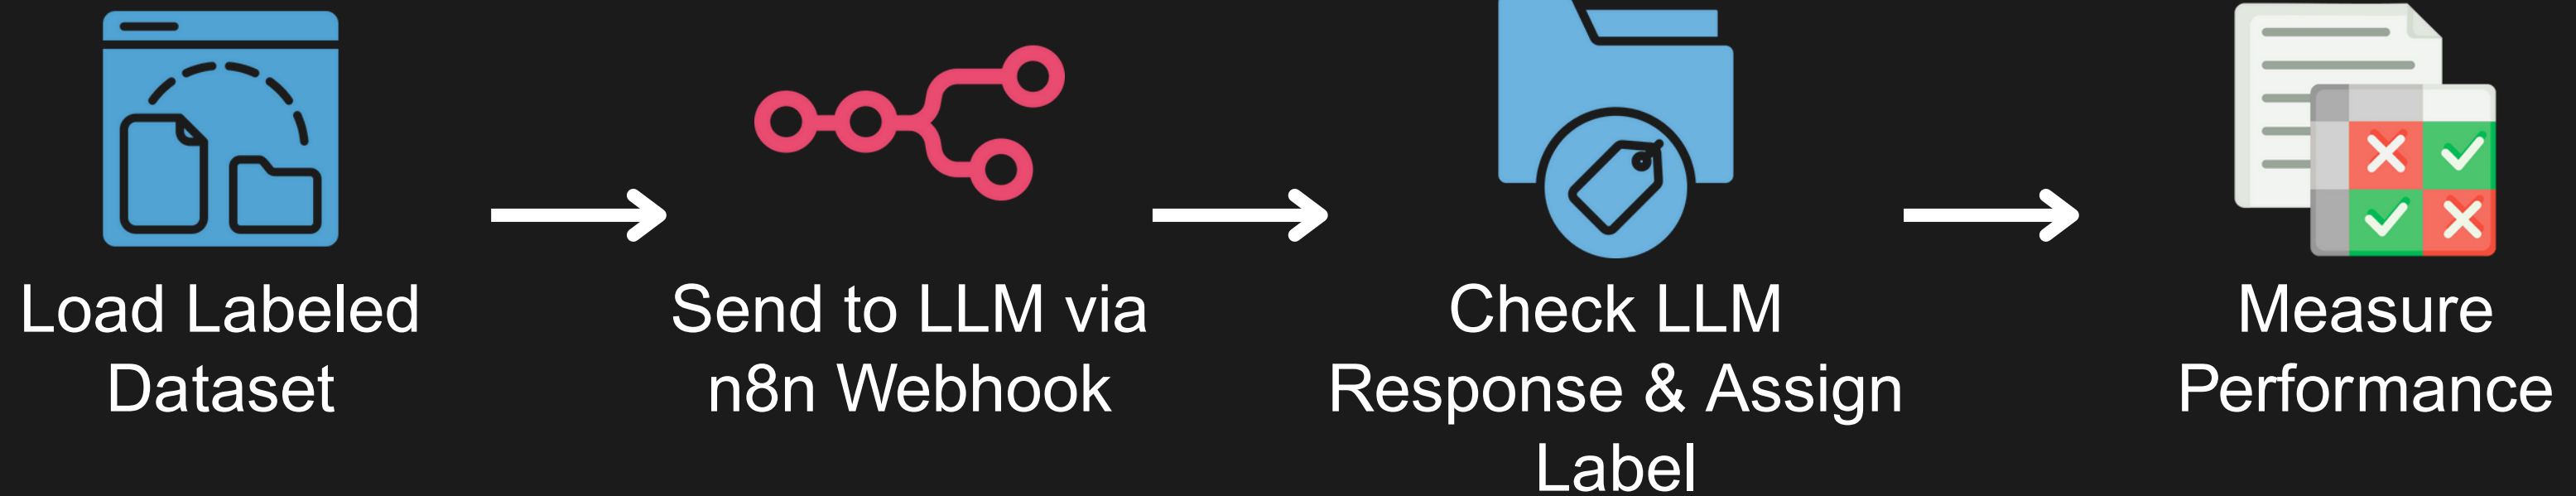 Load Labeled
Dataset
Send to LLM via
n8n Webhook
Check LLM
Response & Assign
Label
Measure
Performance